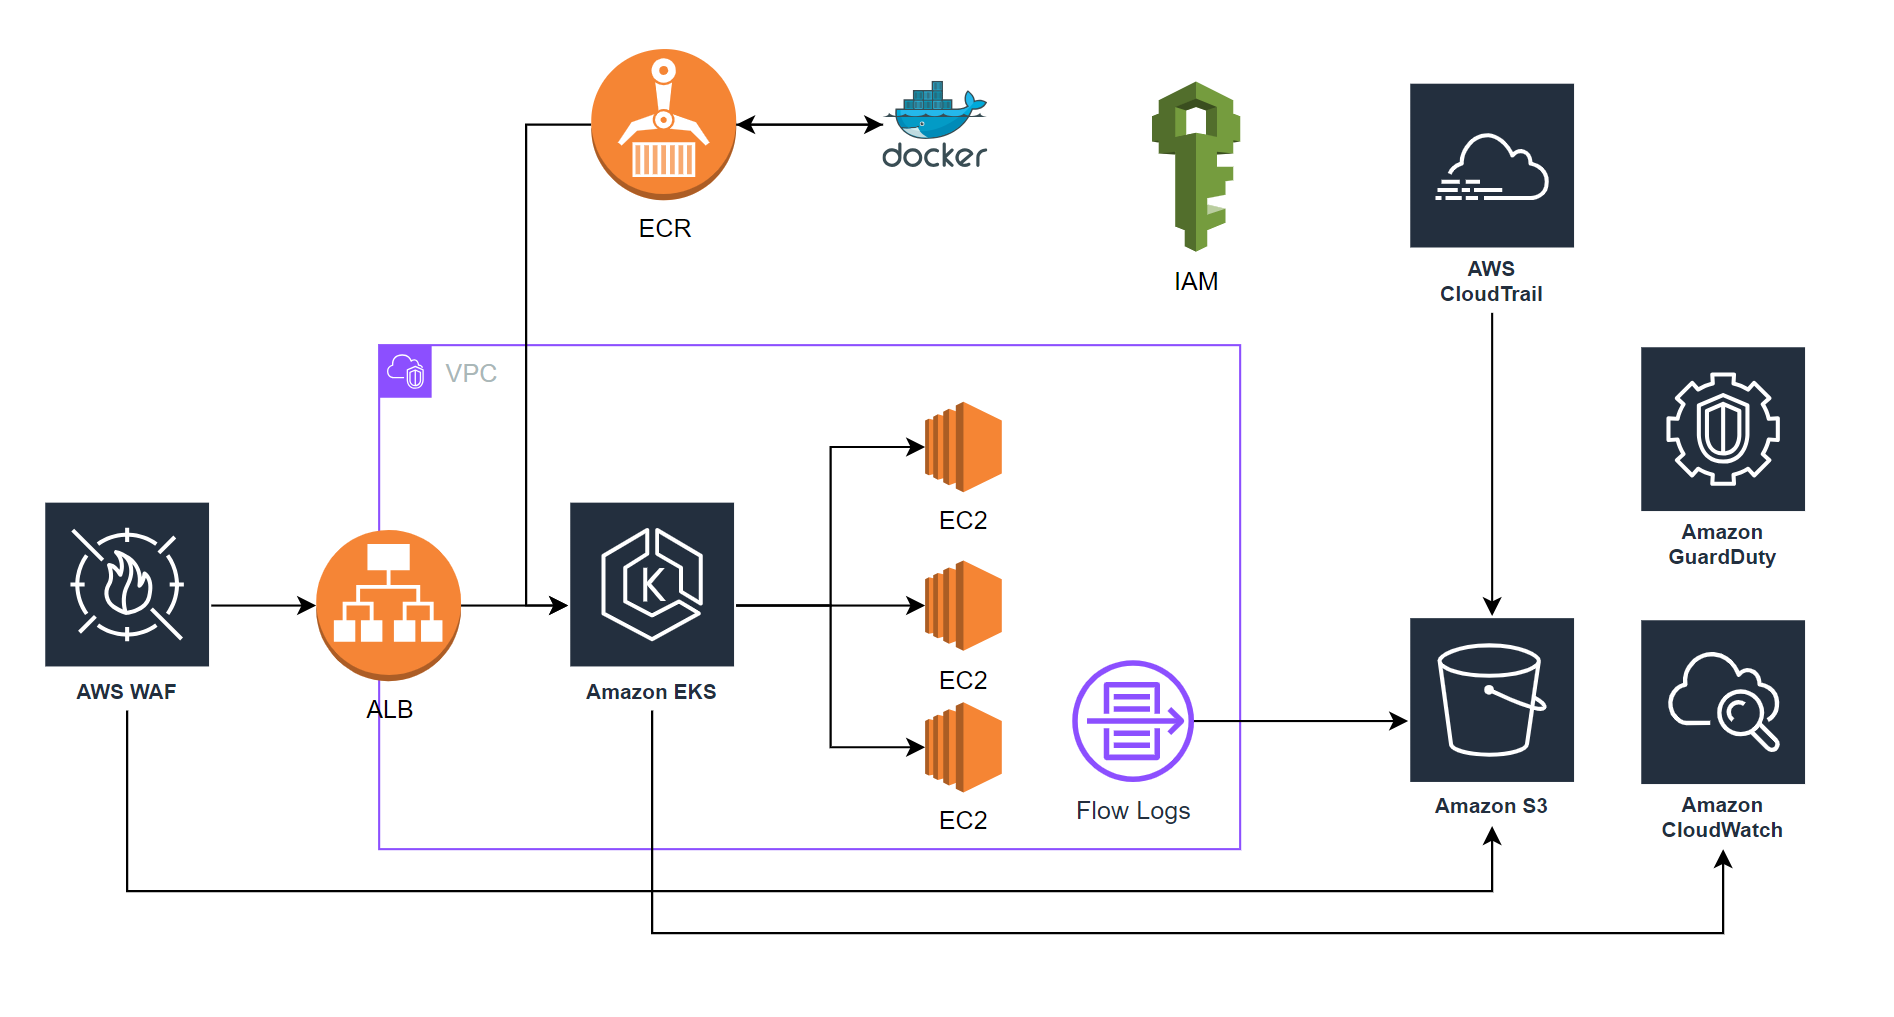 docker
ECR
IAM
AWS
CloudTrail
VPC
EC2
Amazon
GuardDuty
K
AWS WAF
ALB
Amazon EKS
EC2
EC2
Flow Logs
Amazon S3
Amazon
CloudWatch